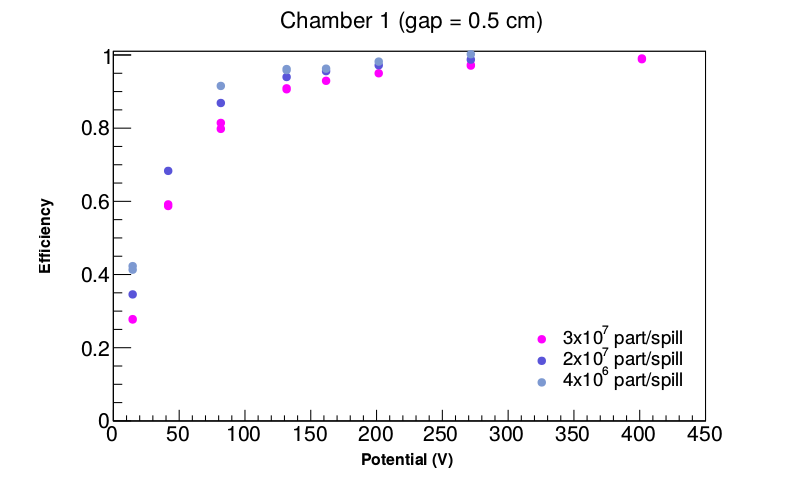 Chamber 1 (gap = 0.5 cm)
1
0.8
0.6
0.4
0.2
0
Efficiency
3x10^7 part/spill
2x10^7 part/spill
4x10^6 part/spill
0 50 100 150 200 250 300 350 400 450
Potential (V)